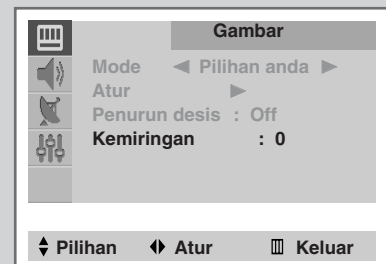 Gambar
Mode ◀ Pilihan anda ▶
Atur ▶
Penurun desis : Off
Kemiringan : 0
Pilihan Atur Keluar